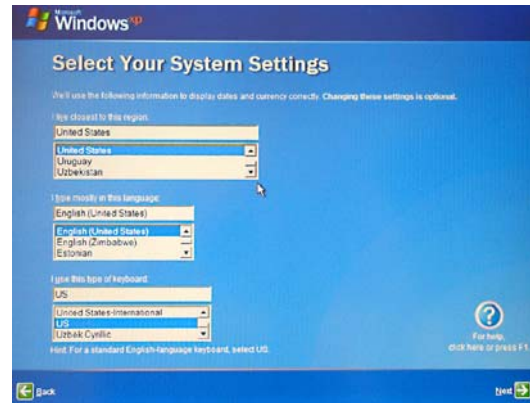 Microsoft
Windows xp
Select Your System Settings
We'll use the following information to display dates and currency correctly. Changing these settings is optional.
I live closest to this region:
United States
United States
Uruguay
Uzbekistan
I type mostly in this language:
English (United States)
English (United States)
English (Zimbabwe)
Estonian
I use this type of keyboard:
US
United States-International
US
Uzbek Cyrillic
Hint: For a standard English-language keyboard, select US.
For help,
click here or press F1.
Back
Next